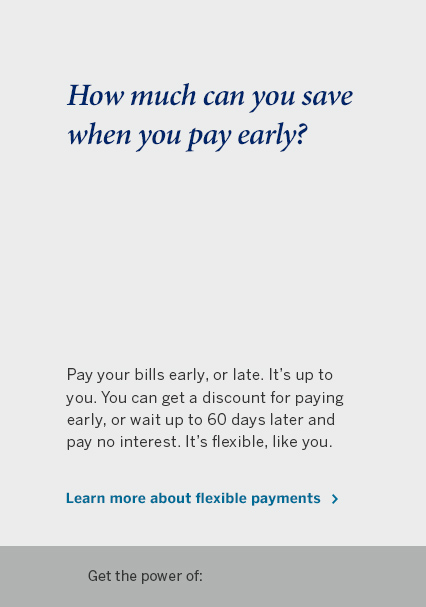 How much can you save
when you pay early?
Pay your bills early, or late. It’s up to
you. You can get a discount for paying
early, or wait up to 60 days later and
pay no interest. It’s flexible, like you.
Learn more about flexible payments >
Get the power of: